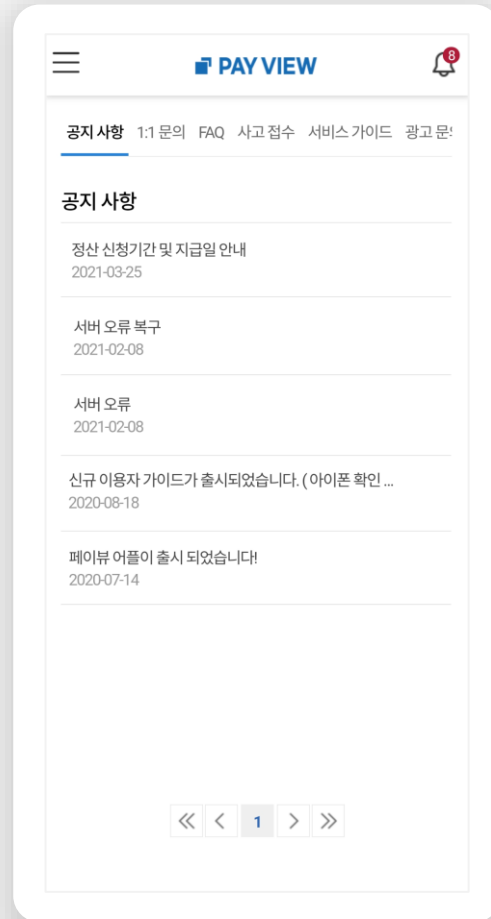 PAY VIEW
8
공지 사항 1:1 문의 FAQ 사고 접수 서비스 가이드 광고 문
공지 사항
정산 신청기간 및 지급일 안내
2021-03-25
서버 오류 복구
2021-02-08
서버 오류
2021-02-08
신규 이용자 가이드가 출시되었습니다. ( 아이폰 확인 ...
2020-08-18
페이뷰 어플이 출시 되었습니다!
2020-07-14
1